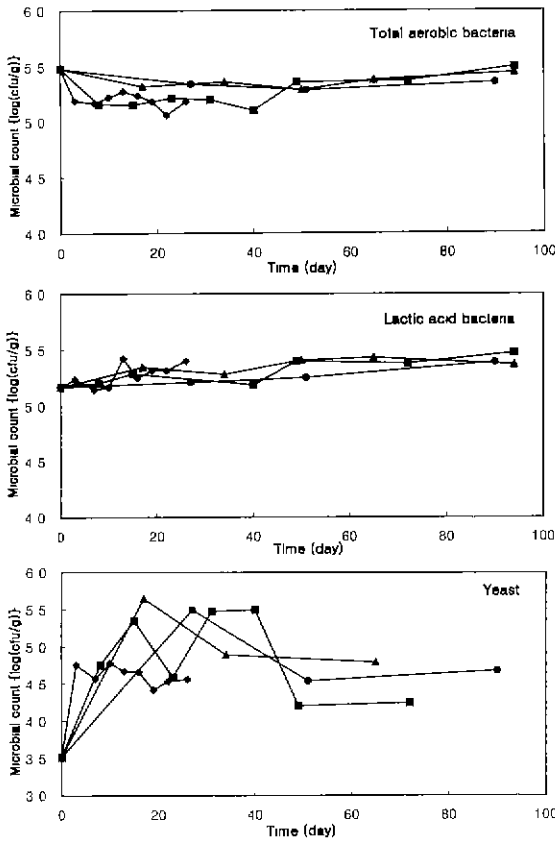 Total aerobic bacteria
Microbial count {log(cfu/g)}
6 0
5 5
5 0
4 5
4 0
0 20 40 60 80 100
Time (day)
Lactic acid bacteria
Microbial count {log(cfu/g)}
6 0
5 5
5 0
4 5
4 0
0 20 40 60 80 100
Time (day)
Yeast
Microbial count {log(cfu/g)}
6 0
5 5
5 0
4 5
4 0
3 5
3 0
0 20 40 60 80 100
Time (day)